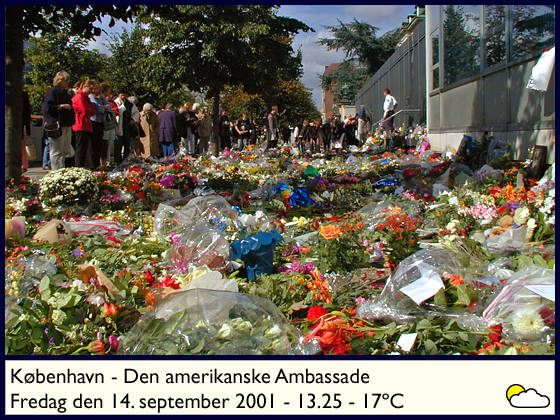 København - Den amerikanske Ambassade
Fredag den 14. september 2001 - 13.25 - 17°C